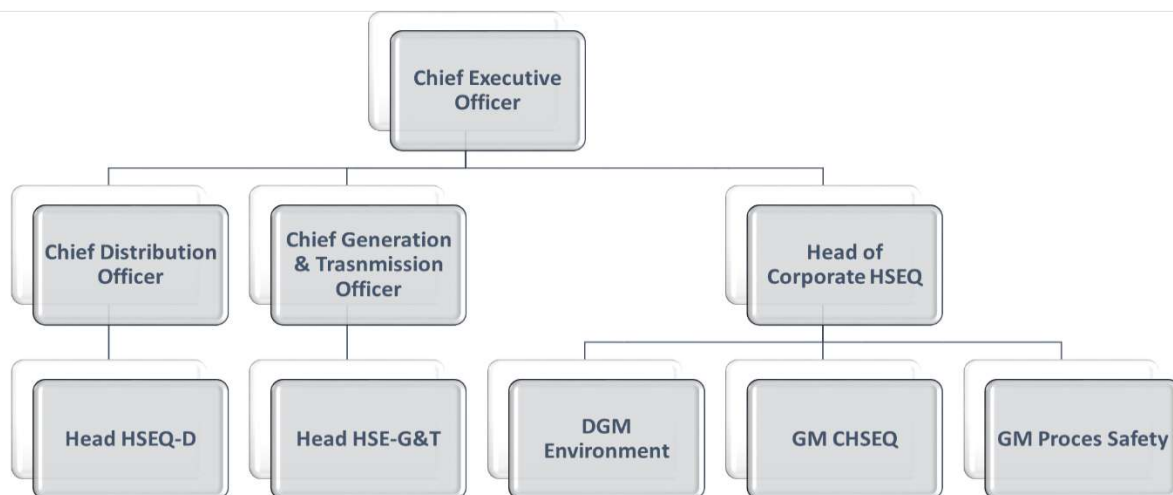 Chief Executive
Officer
Chief Distribution
Officer
Chief Generation
& Trasnmission
Officer
Head of
Corporate HSEQ
Head HSEQ-D
Head HSE-G&T
DGM
Environment
GM CHSEQ
GM Proces Safety